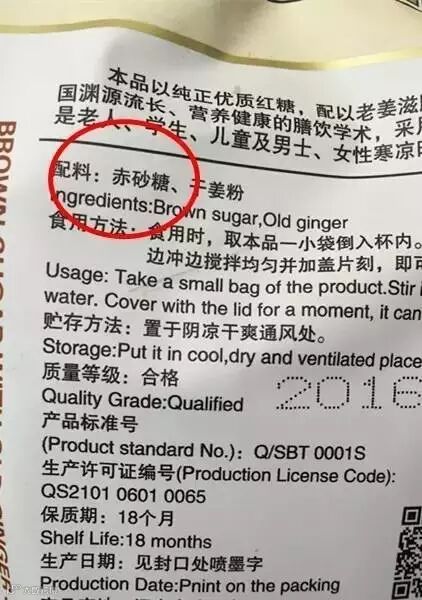 本品以纯正优质红糖，配以老姜滋
国渊源流长、营养健康的膳饮学术，采
是老人、学生、儿童及男士、女性寒凉
配料：赤砂糖、干姜粉
Ingredients:Brown sugar,Old ginger
食用方法：食用时，取本品一小袋倒入杯内。
边冲边搅拌均匀并加盖片刻，即可
Usage: Take a small bag of the product.Stir
water. Cover with the lid for a moment, it can
贮存方法：置于阴凉干爽通风处。
Storage:Put it in cool,dry and ventilated place
质量等级：合格
Quality Grade:Qualified
2016
产品标准号
(Product standard No.)：Q/SBT 0001S
生产许可证编号(Production License Code):
QS2101 0601 0065
保质期：18个月
Shelf Life:18 months
生产日期：见封口处喷墨字
Production Date:Pnint on the packing
BROWN SUGAR WITH OLD GINGER